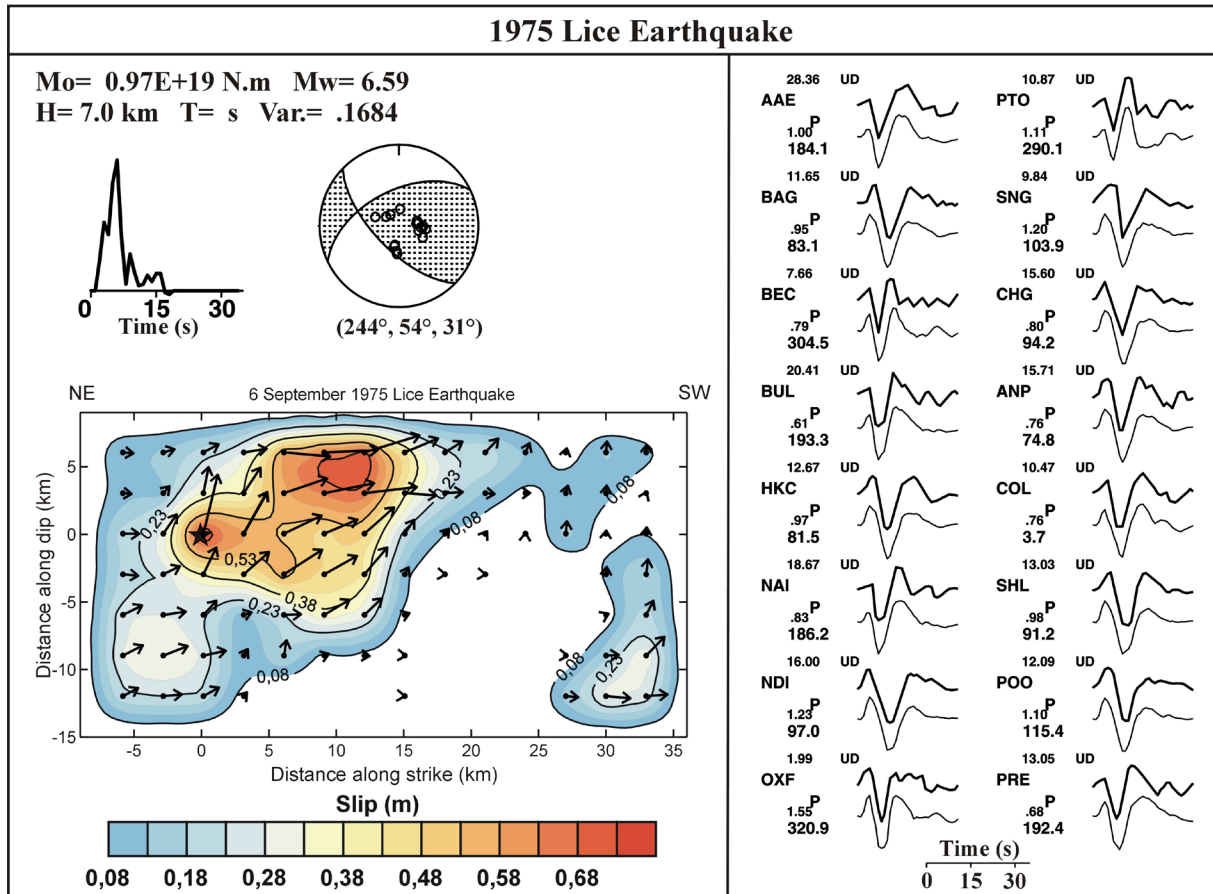 1975 Lice Earthquake
Mo= 0.97E+19 N.m Mw= 6.59
H= 7.0 km T= s Var.= .1684
0 15 30
Time (s)
(244°, 54°, 31°)
NE 6 September 1975 Lice Earthquake SW
Distance along dip (km)
5
0
-5
-10
-15
0,23
0,53
0,38
0,23
0,08
0,23
0,08
0,08
0,08
0,23
-5 0 5 10 15 20 25 30 35
Distance along strike (km)
Slip (m)
0,08 0,18 0,28 0,38 0,48 0,58 0,68
28.36 UD
AAE
P
1.00
184.1
11.65 UD
BAG
P
.95
83.1
7.66 UD
BEC
P
.79
304.5
20.41 UD
BUL
P
.61
193.3
12.67 UD
HKC
P
.97
81.5
18.67 UD
NAI
P
.83
186.2
16.00 UD
NDI
P
1.23
97.0
1.99 UD
OXF
P
1.55
320.9
10.87 UD
PTO
P
1.11
290.1
9.84 UD
SNG
P
1.20
103.9
15.60 UD
CHG
P
.80
94.2
15.71 UD
ANP
P
.76
74.8
10.47 UD
COL
P
.76
3.7
13.03 UD
SHL
P
.98
91.2
12.09 UD
POO
P
1.10
115.4
13.05 UD
PRE
P
.68
192.4
Time (s)
0 15 30